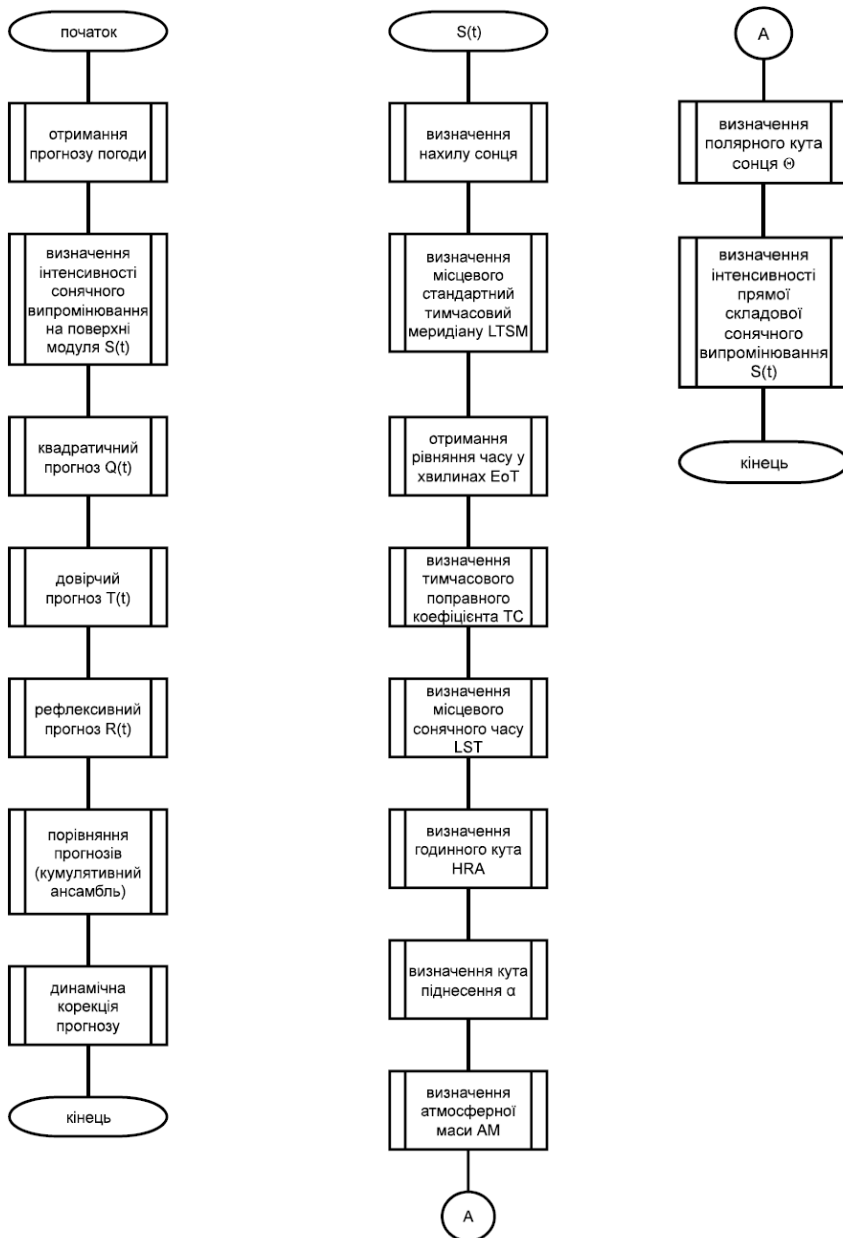 початок
отримання
прогнозу погоди
визначення
інтенсивності
сонячного
випромінювання
на поверхні
модуля S(t)
квадратичний
прогноз Q(t)
довірчий
прогноз T(t)
рефлексивний
прогноз R(t)
порівняння
прогнозів
(кумулятивний
ансамбль)
динамічна
корекція
прогнозу
кінець
S(t)
визначення
нахилу сонця
визначення
місцевого
стандартний
тимчасовий
меридіану LTSM
отримання
рівняння часу у
хвилинах EoT
визначення
тимчасового
поправного
коефіцієнта TC
визначення
місцевого
сонячного часу
LST
визначення
годинного кута
HRA
визначення кута
піднесення α
визначення
атмосферної
маси AM
A
A
визначення
полярного кута
сонця Θ
визначення
інтенсивності
прямої
складової
сонячного
випромінювання
S(t)
кінець